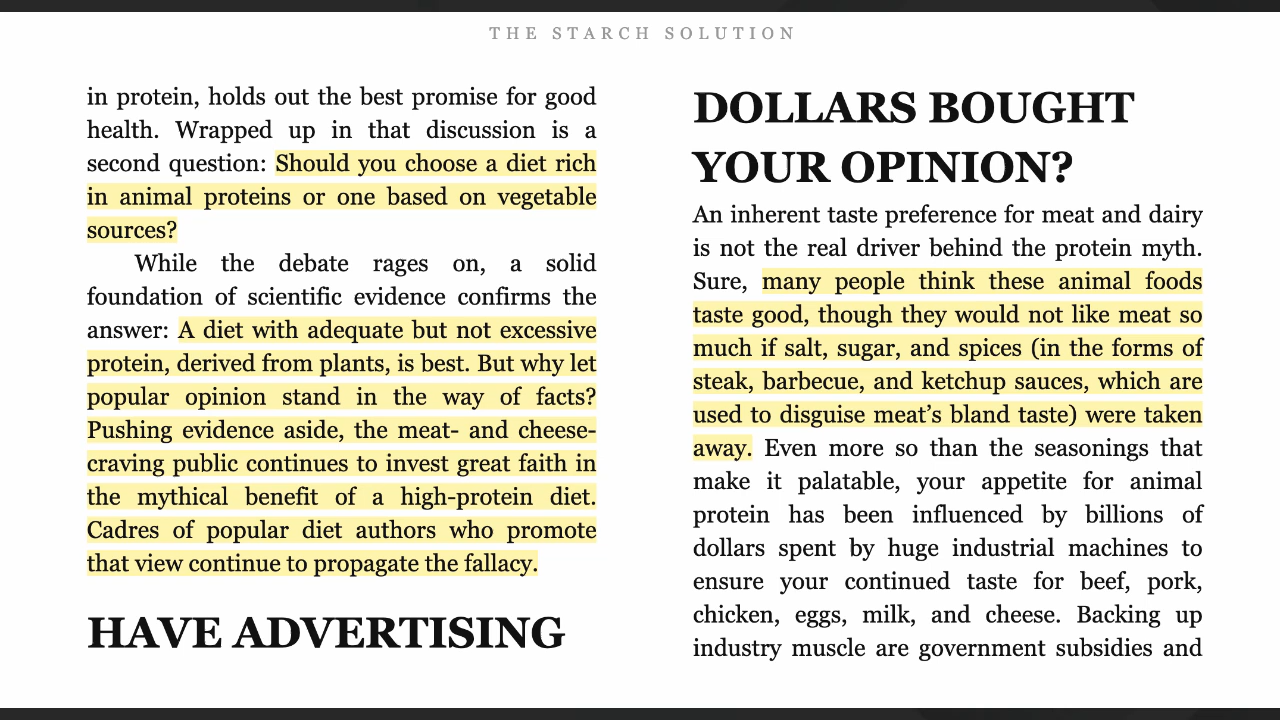 THE STARCH SOLUTION
in protein, holds out the best promise for good
health. Wrapped up in that discussion is a
second question: Should you choose a diet rich
in animal proteins or one based on vegetable
sources?
While the debate rages on, a solid
foundation of scientific evidence confirms the
answer: A diet with adequate but not excessive
protein, derived from plants, is best. But why let
popular opinion stand in the way of facts?
Pushing evidence aside, the meat- and cheese-
craving public continues to invest great faith in
the mythical benefit of a high-protein diet.
Cadres of popular diet authors who promote
that view continue to propagate the fallacy.
HAVE ADVERTISING
DOLLARS BOUGHT
YOUR OPINION?
An inherent taste preference for meat and dairy
is not the real driver behind the protein myth.
Sure, many people think these animal foods
taste good, though they would not like meat so
much if salt, sugar, and spices (in the forms of
steak, barbecue, and ketchup sauces, which are
used to disguise meat’s bland taste) were taken
away. Even more so than the seasonings that
make it palatable, your appetite for animal
protein has been influenced by billions of
dollars spent by huge industrial machines to
ensure your continued taste for beef, pork,
chicken, eggs, milk, and cheese. Backing up
industry muscle are government subsidies and